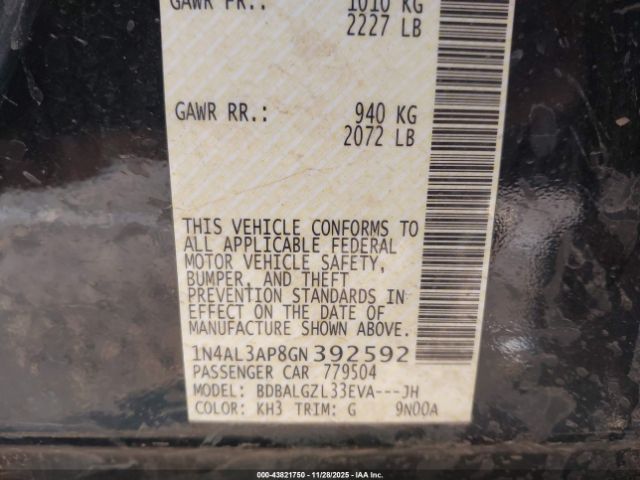 GAWR FR.: 1010 KG
2227 LB
GAWR RR.: 940 KG
2072 LB
THIS VEHICLE CONFORMS TO
ALL APPLICABLE FEDERAL
MOTOR VEHICLE SAFETY,
BUMPER, AND THEFT
PREVENTION STANDARDS IN
EFFECT ON THE DATE OF
MANUFACTURE SHOWN ABOVE.
1N4AL3AP8GN392592
PASSENGER CAR 779504
MODEL: BDBALGZL33EVA---JH
COLOR: KH3 TRIM: G 9N00A
000-43821750 | 11/28/2025 | IAA Inc.